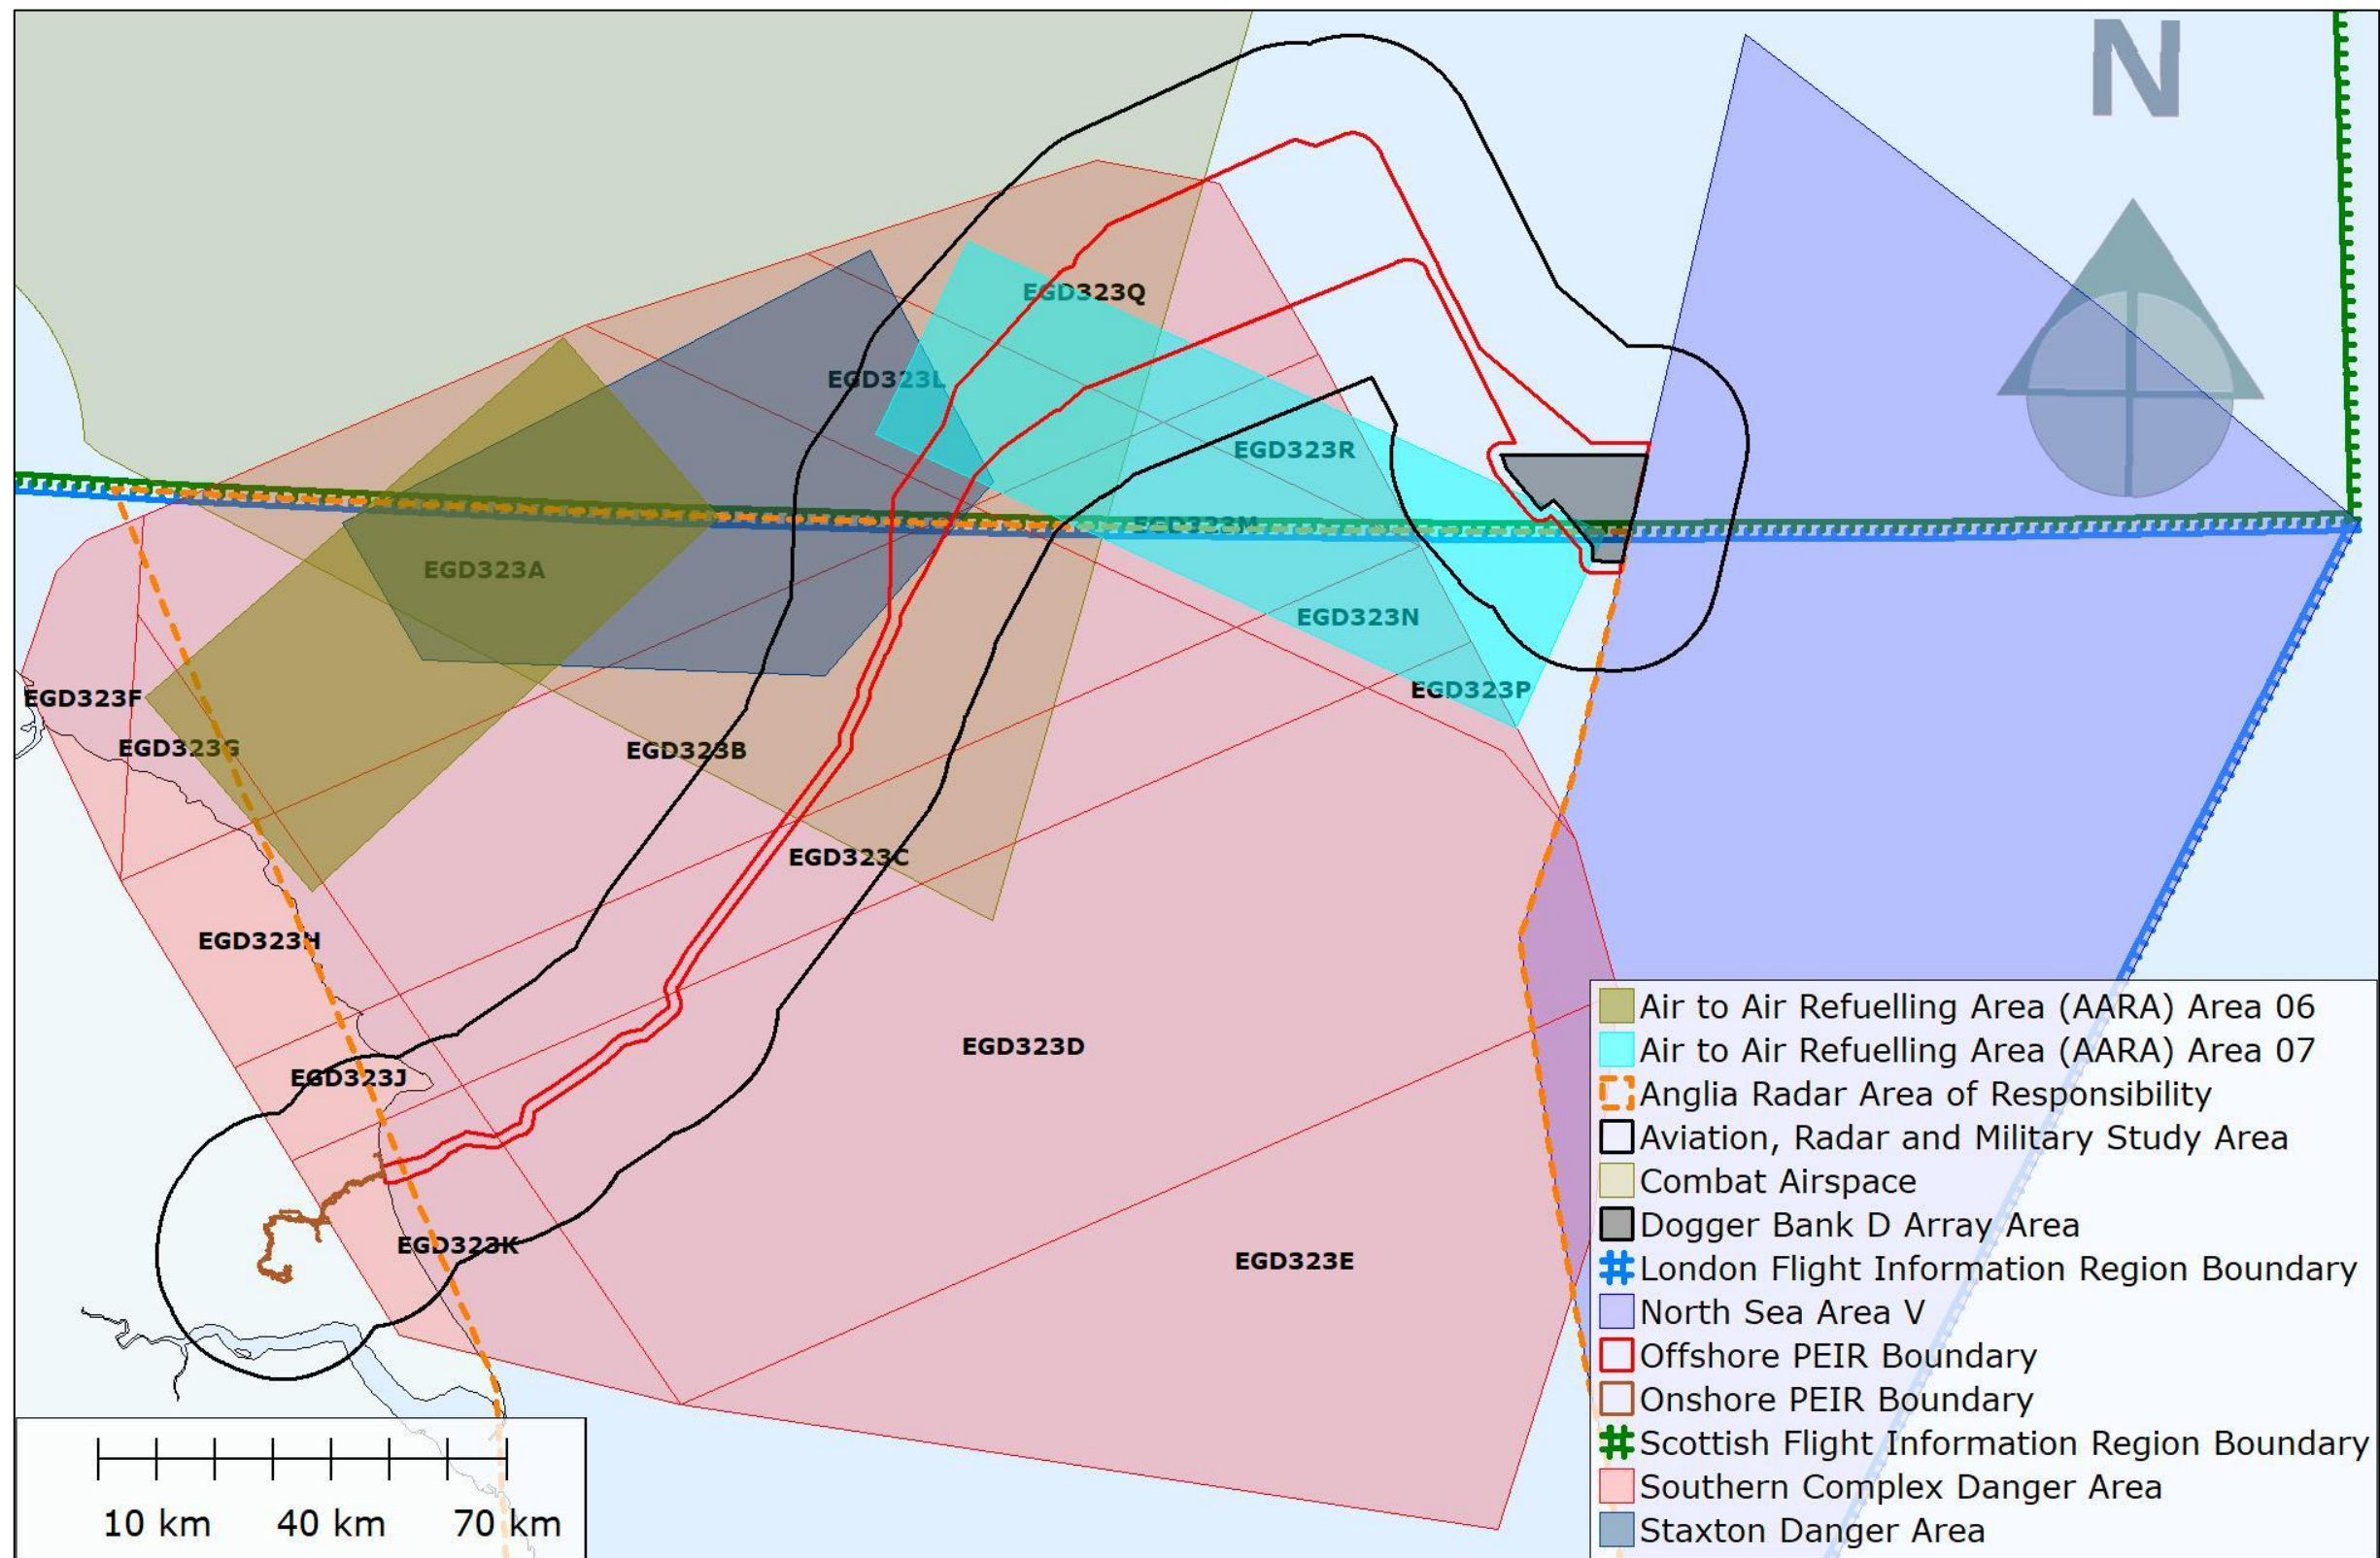 N
EGD323Q
EGD323L
EGD323R
EGD323M
EGD323A
EGD323N
EGD323P
EGD323F
EGD323G
EGD323B
EGD323C
EGD323H
EGD323D
EGD323J
EGD323K
EGD323E
Air to Air Refuelling Area (AARA) Area 06
Air to Air Refuelling Area (AARA) Area 07
Anglia Radar Area of Responsibility
Aviation, Radar and Military Study Area
Combat Airspace
Dogger Bank D Array Area
London Flight Information Region Boundary
North Sea Area V
Offshore PEIR Boundary
Onshore PEIR Boundary
Scottish Flight Information Region Boundary
Southern Complex Danger Area
Staxton Danger Area
10 km 40 km 70 km